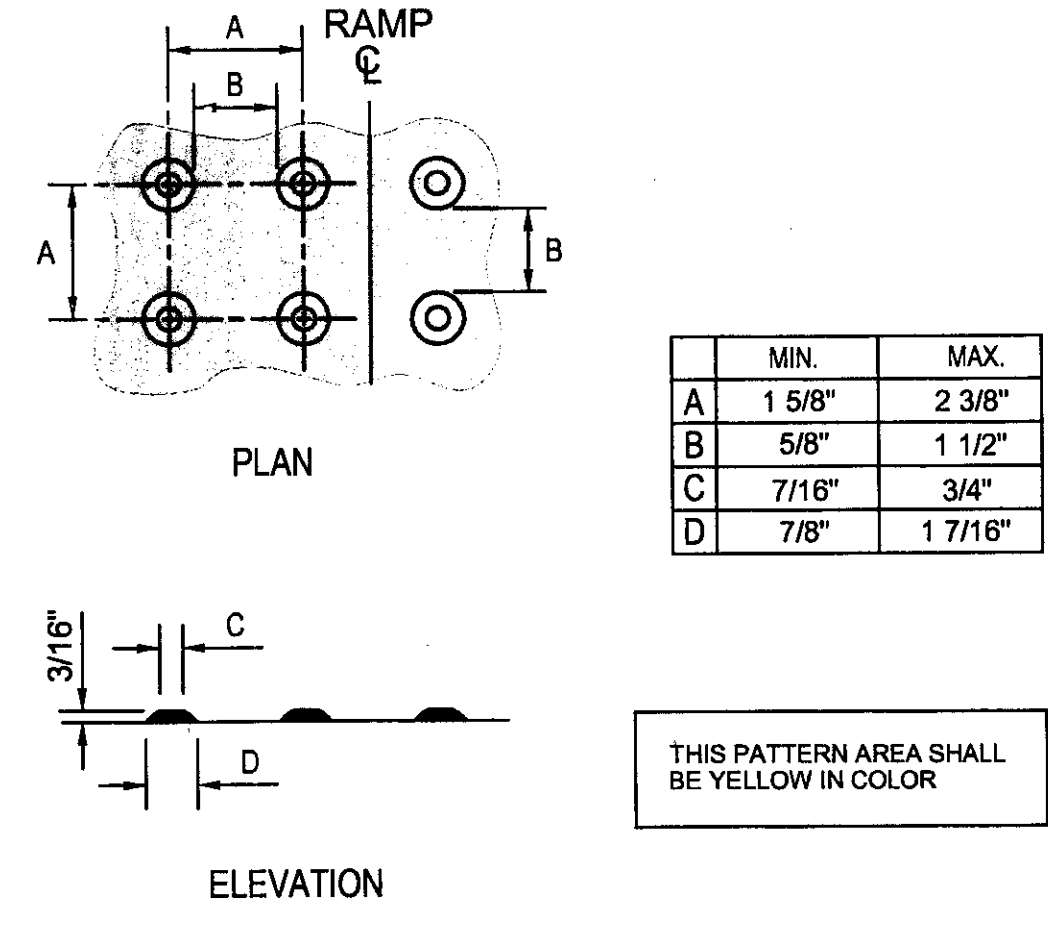 RAMP
℄
A
B
A
B
PLAN
MIN. MAX.
A 1 5/8" 2 3/8"
B 5/8" 1 1/2"
C 7/16" 3/4"
D 7/8" 1 7/16"
3/16"
C
D
THIS PATTERN AREA SHALL
BE YELLOW IN COLOR
ELEVATION